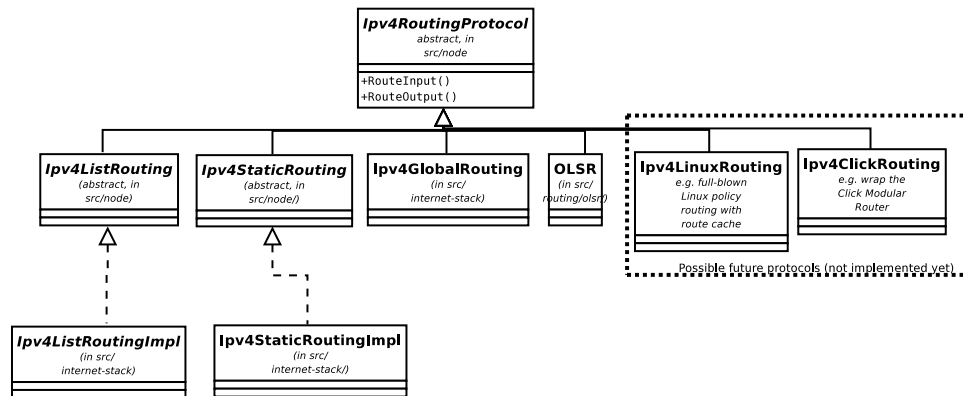 Ipv4RoutingProtocol
abstract, in
src/node
+RouteInput()
+RouteOutput()
Ipv4ListRouting
(abstract, in
src/node)
Ipv4StaticRouting
(abstract, in
src/node/)
Ipv4GlobalRouting
(in src/
internet-stack)
OLSR
(in src/
routing/olsr/)
Ipv4LinuxRouting
e.g. full-blown
Linux policy
routing with
route cache
Ipv4ClickRouting
e.g. wrap the
Click Modular
Router
Possible future protocols (not implemented yet)
Ipv4ListRoutingImpl
(in src/
internet-stack)
Ipv4StaticRoutingImpl
(in src/
internet-stack/)